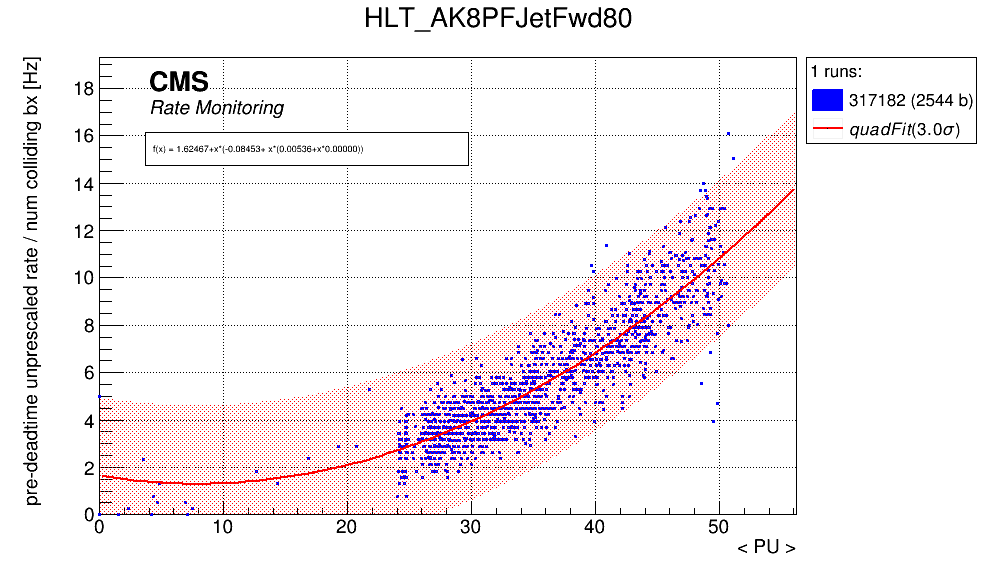 HLT_AK8PFJetFwd80
pre-deadtime unprescaled rate / num colliding bx [Hz]
CMS
Rate Monitoring
f(x) = 1.62467+x*(-0.08453+ x*(0.00536+x*0.00000))
18
16
14
12
10
8
6
4
2
0
0 10 20 30 40 50
< PU >
1 runs:
317182 (2544 b)
quadFit(3.0σ)